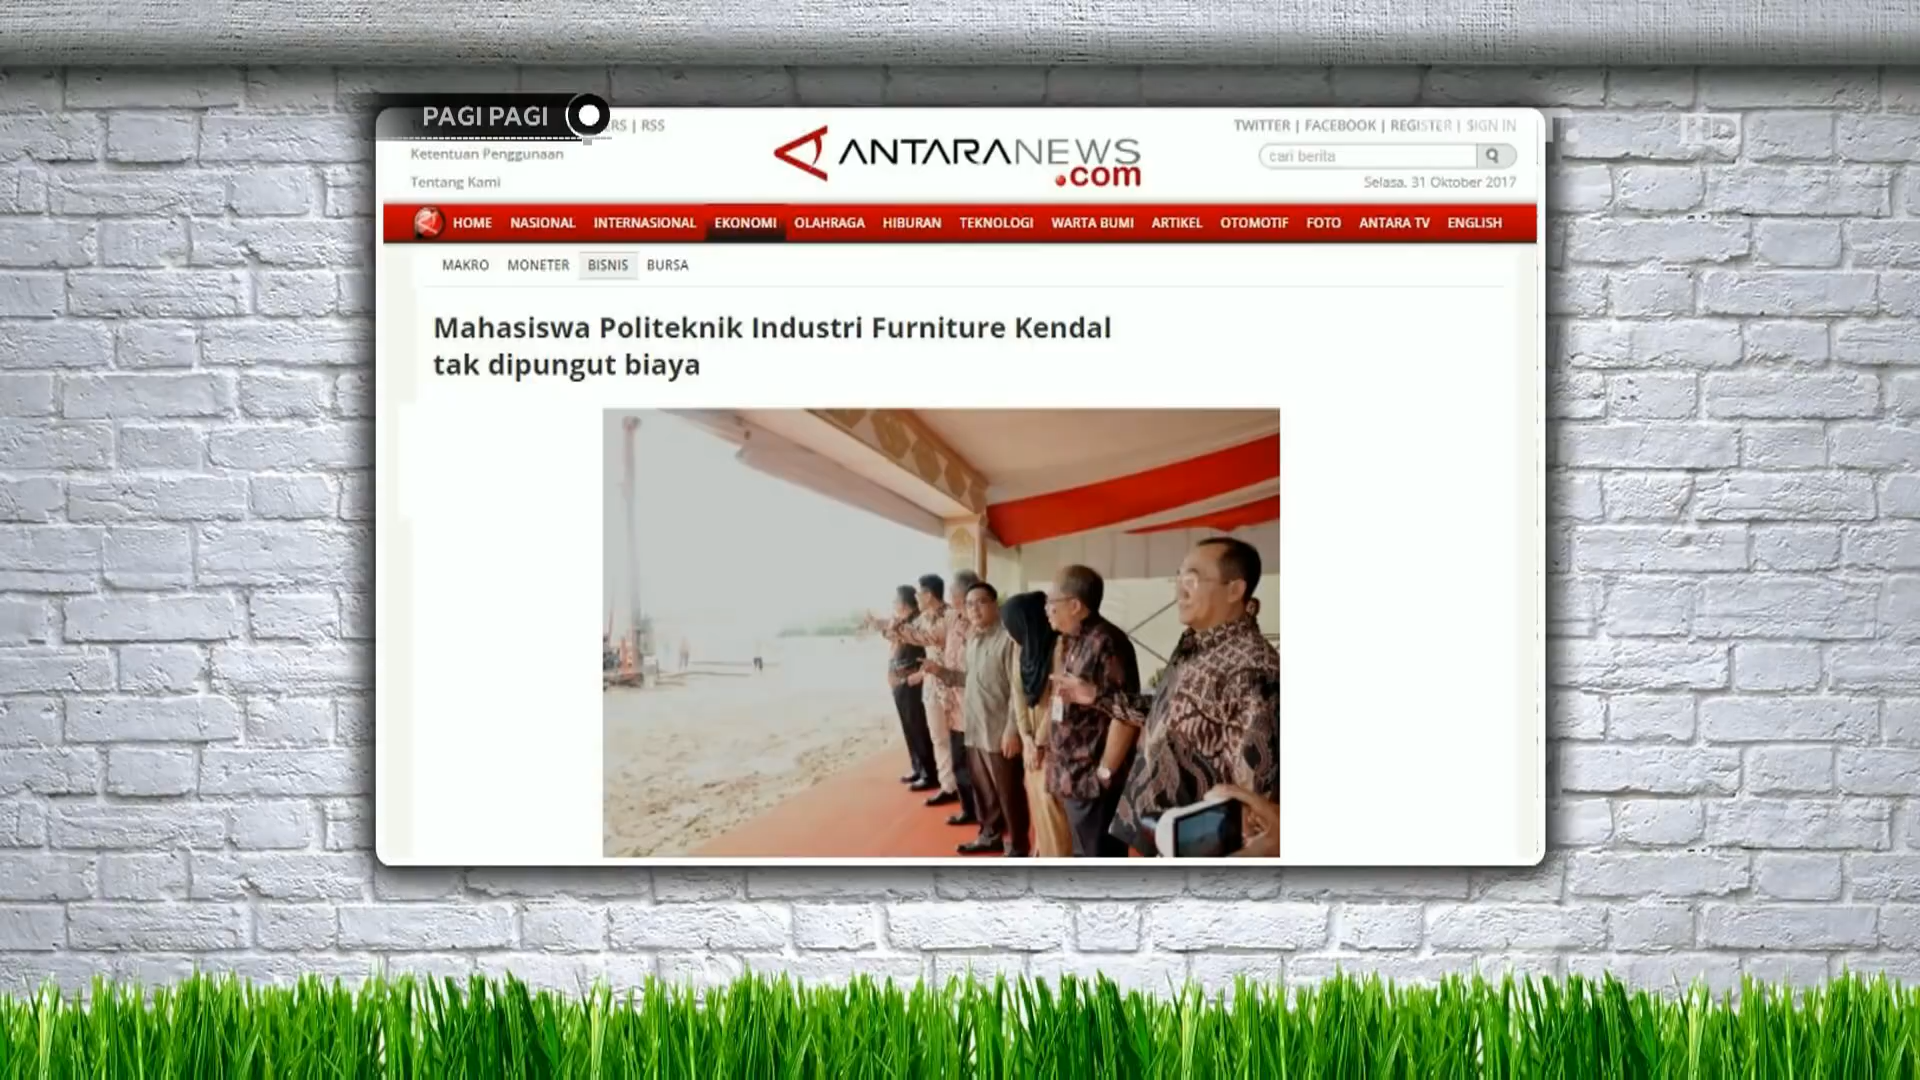 PAGI PAGI
RSS
TWITTER | FACEBOOK | REGISTER | SIGN IN
Ketentuan Penggunaan
ANTARANEWS
.com
cari berita
Tentang Kami
Selasa, 31 Oktober 2017
HOME NASIONAL INTERNASIONAL EKONOMI OLAHRAGA HIBURAN TEKNOLOGI WARTA BUMI ARTIKEL OTOMOTIF FOTO ANTARA TV ENGLISH
MAKRO MONETER BISNIS BURSA
Mahasiswa Politeknik Industri Furniture Kendal
tak dipungut biaya